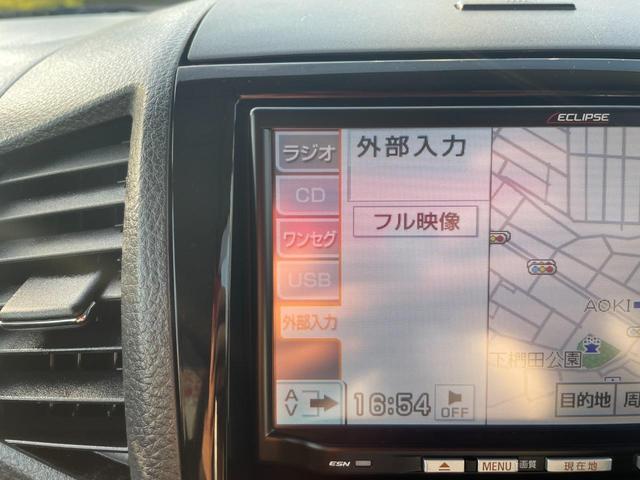 ECLIPSE
ラジオ
CD
ワンセグ
USB
外部入力
外部入力
フル映像
AOKI
下椚田公園
A
V
16:54
OFF
目的地
周
ESN
MENU
画質
現在地